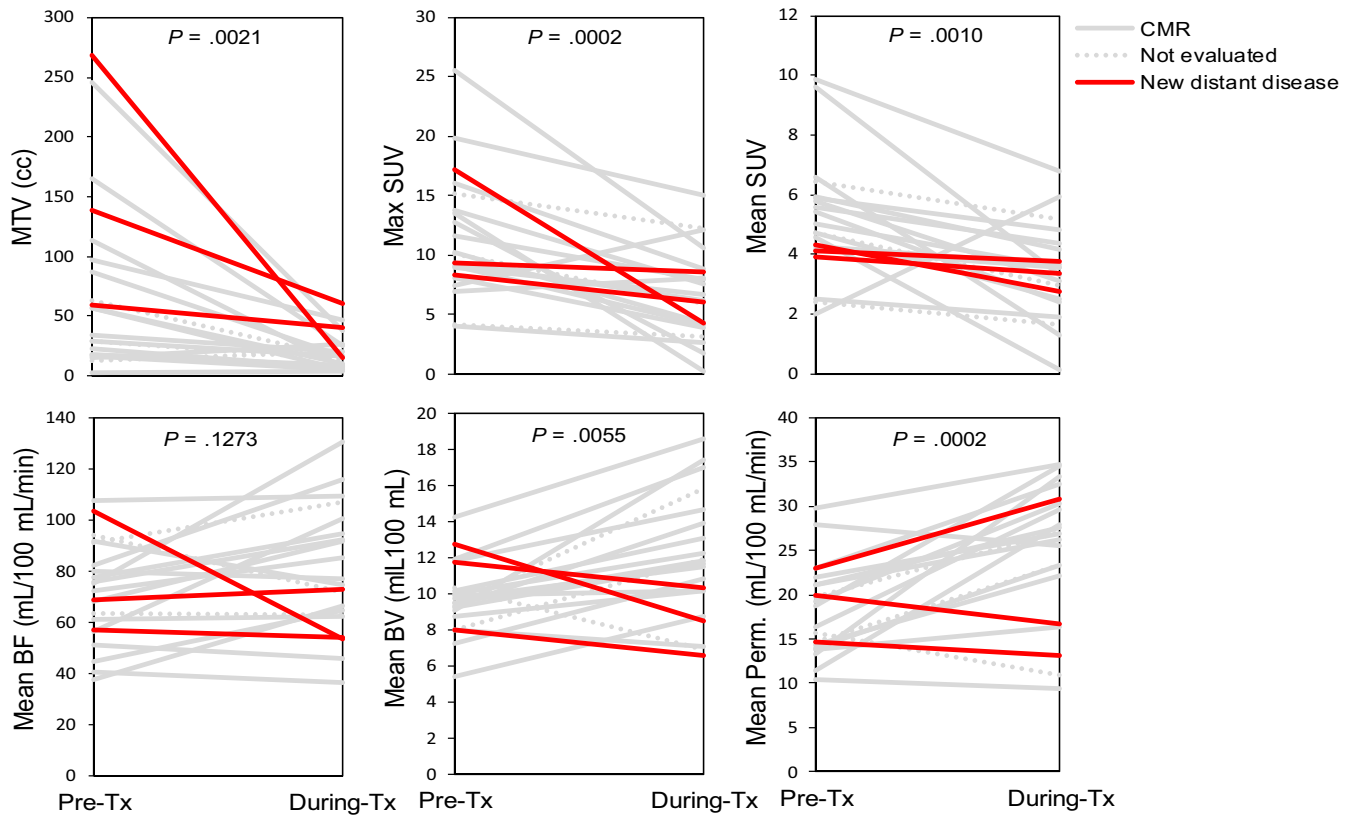 P = .0021
MTV (cc)
300
250
200
150
100
50
0
P = .0002
Max SUV
30
25
20
15
10
5
0
P = .0010
Mean SUV
12
10
8
6
4
2
0
CMR
Not evaluated
New distant disease
P = .1273
Mean BF (mL/100 mL/min)
140
120
100
80
60
40
20
0
Pre-Tx
During-Tx
P = .0055
Mean BV (mlL100 mL)
20
18
16
14
12
10
8
6
4
2
0
Pre-Tx
During-Tx
P = .0002
Mean Perm. (mL/100 mL/min)
40
35
30
25
20
15
10
5
0
Pre-Tx
During-Tx